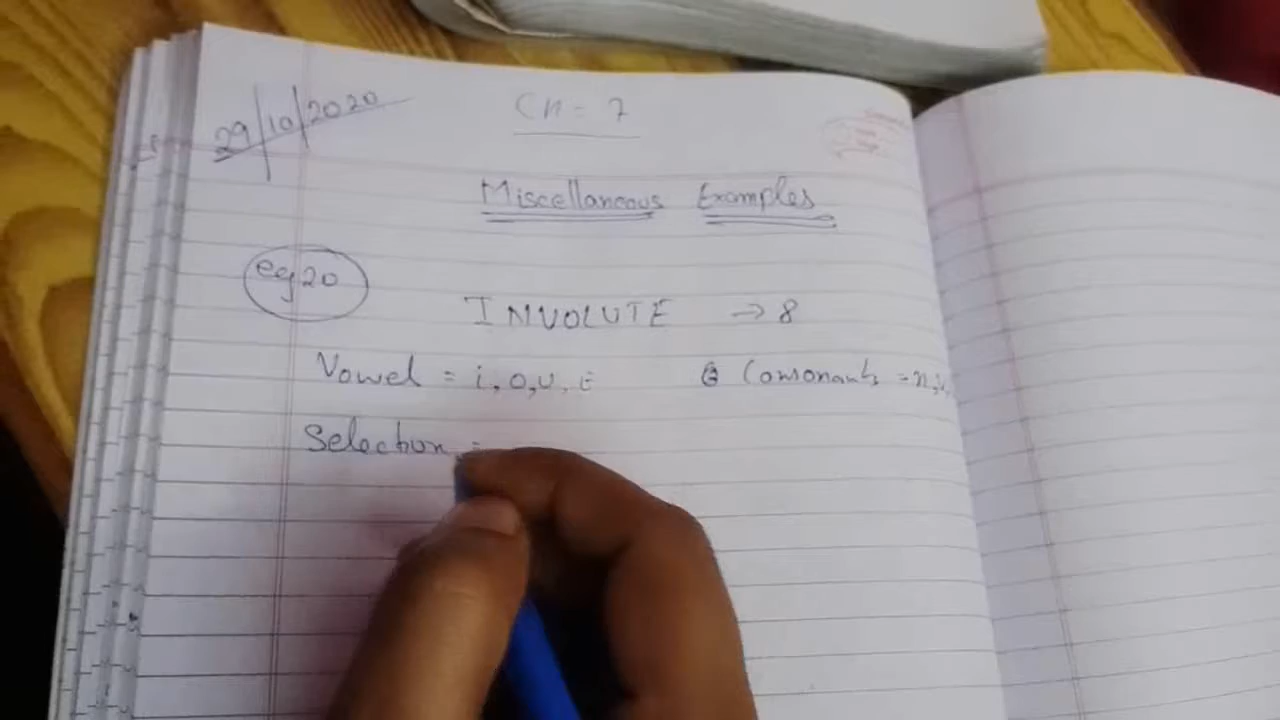 29/10/2020
Ch = 7
Miscellaneous Examples
eg 20
INVOLUTE → 8
Vowel = i, o, u, E Consonants = n, v,
Selection =